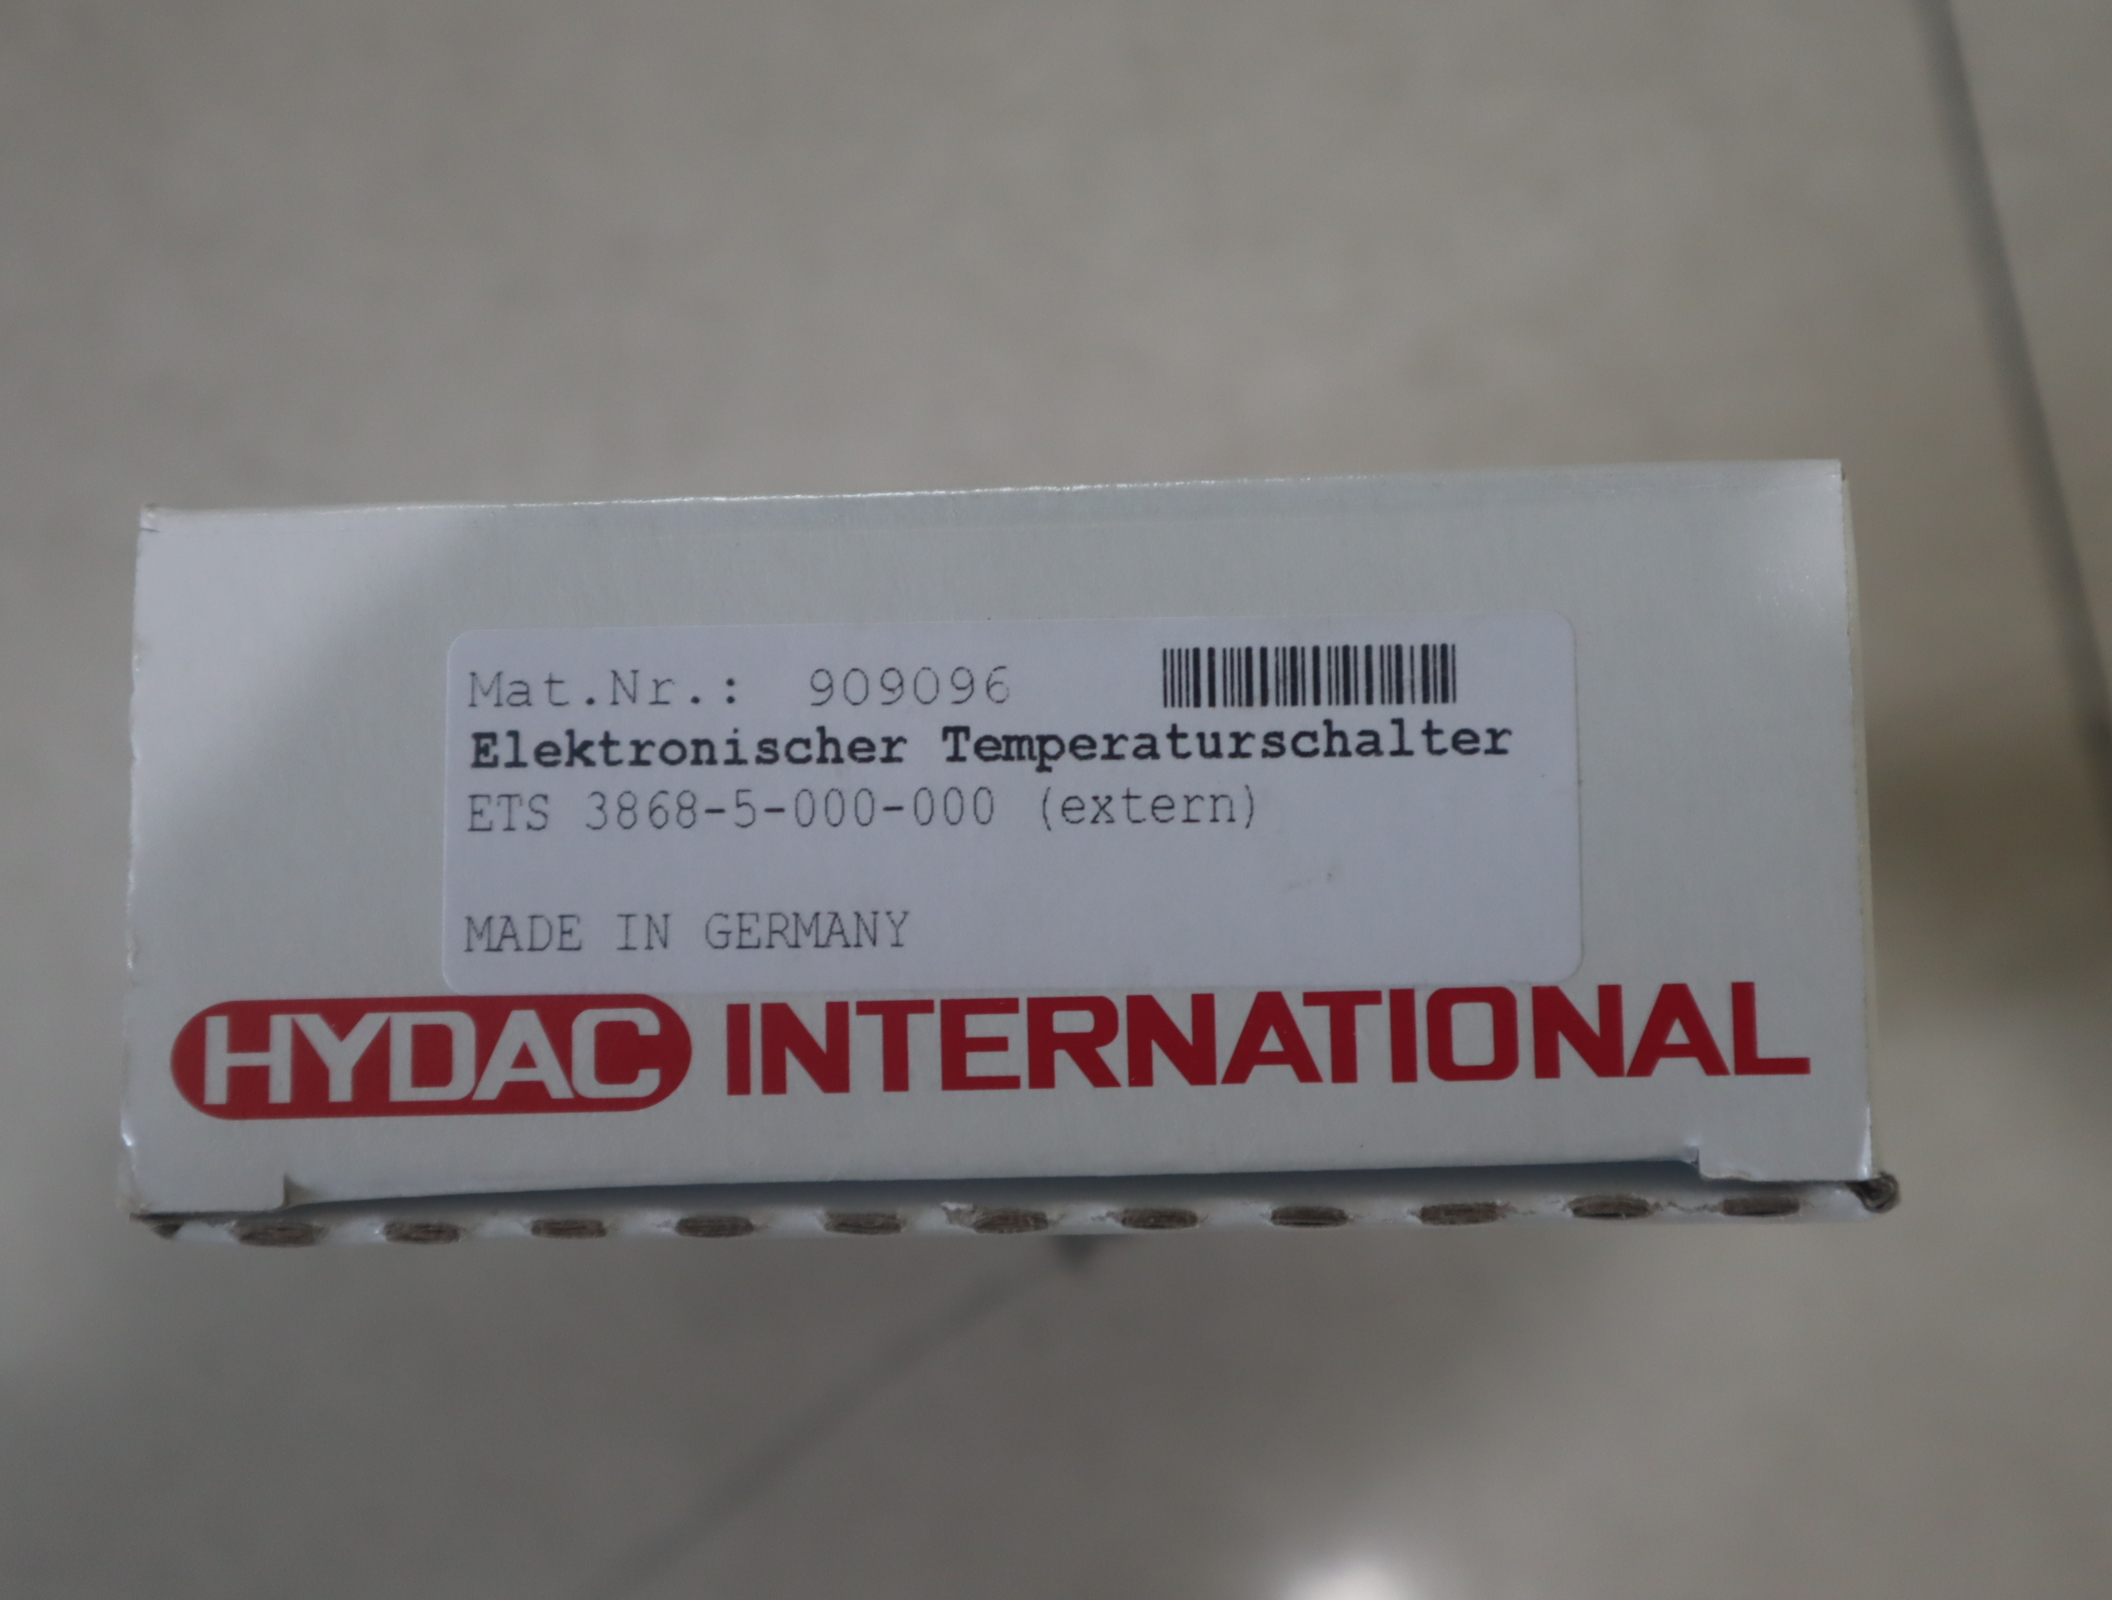 Mat.Nr.: 909096
Elektronischer Temperaturschalter
ETS 3868-5-000-000 (extern)
MADE IN GERMANY
HYDAC INTERNATIONAL